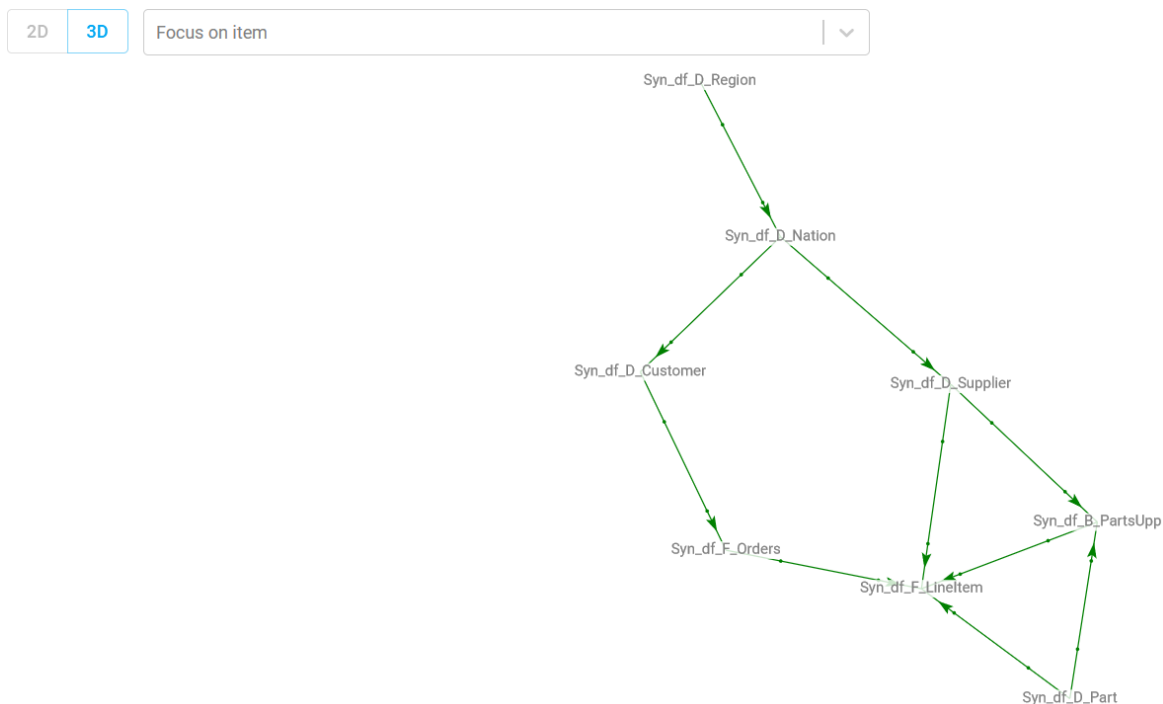 2D 3D Focus on item
Syn_df_D_Region
Syn_df_D_Nation
Syn_df_D_Customer
Syn_df_D_Supplier
Syn_df_B_PartsUpp
Syn_df_F_Orders
Syn_df_F_LineItem
Syn_df_D_Part